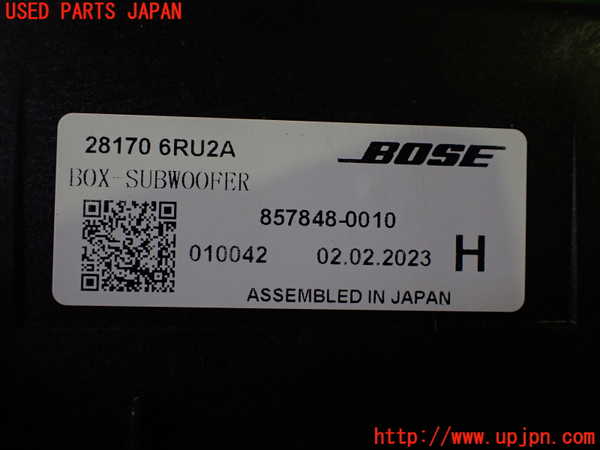 USED PARTS JAPAN
28170 6RU2A
BOSE
BOX-SUBWOOFER
857848-0010
010042 02.02.2023 H
ASSEMBLED IN JAPAN
http://www.upjpn.com/